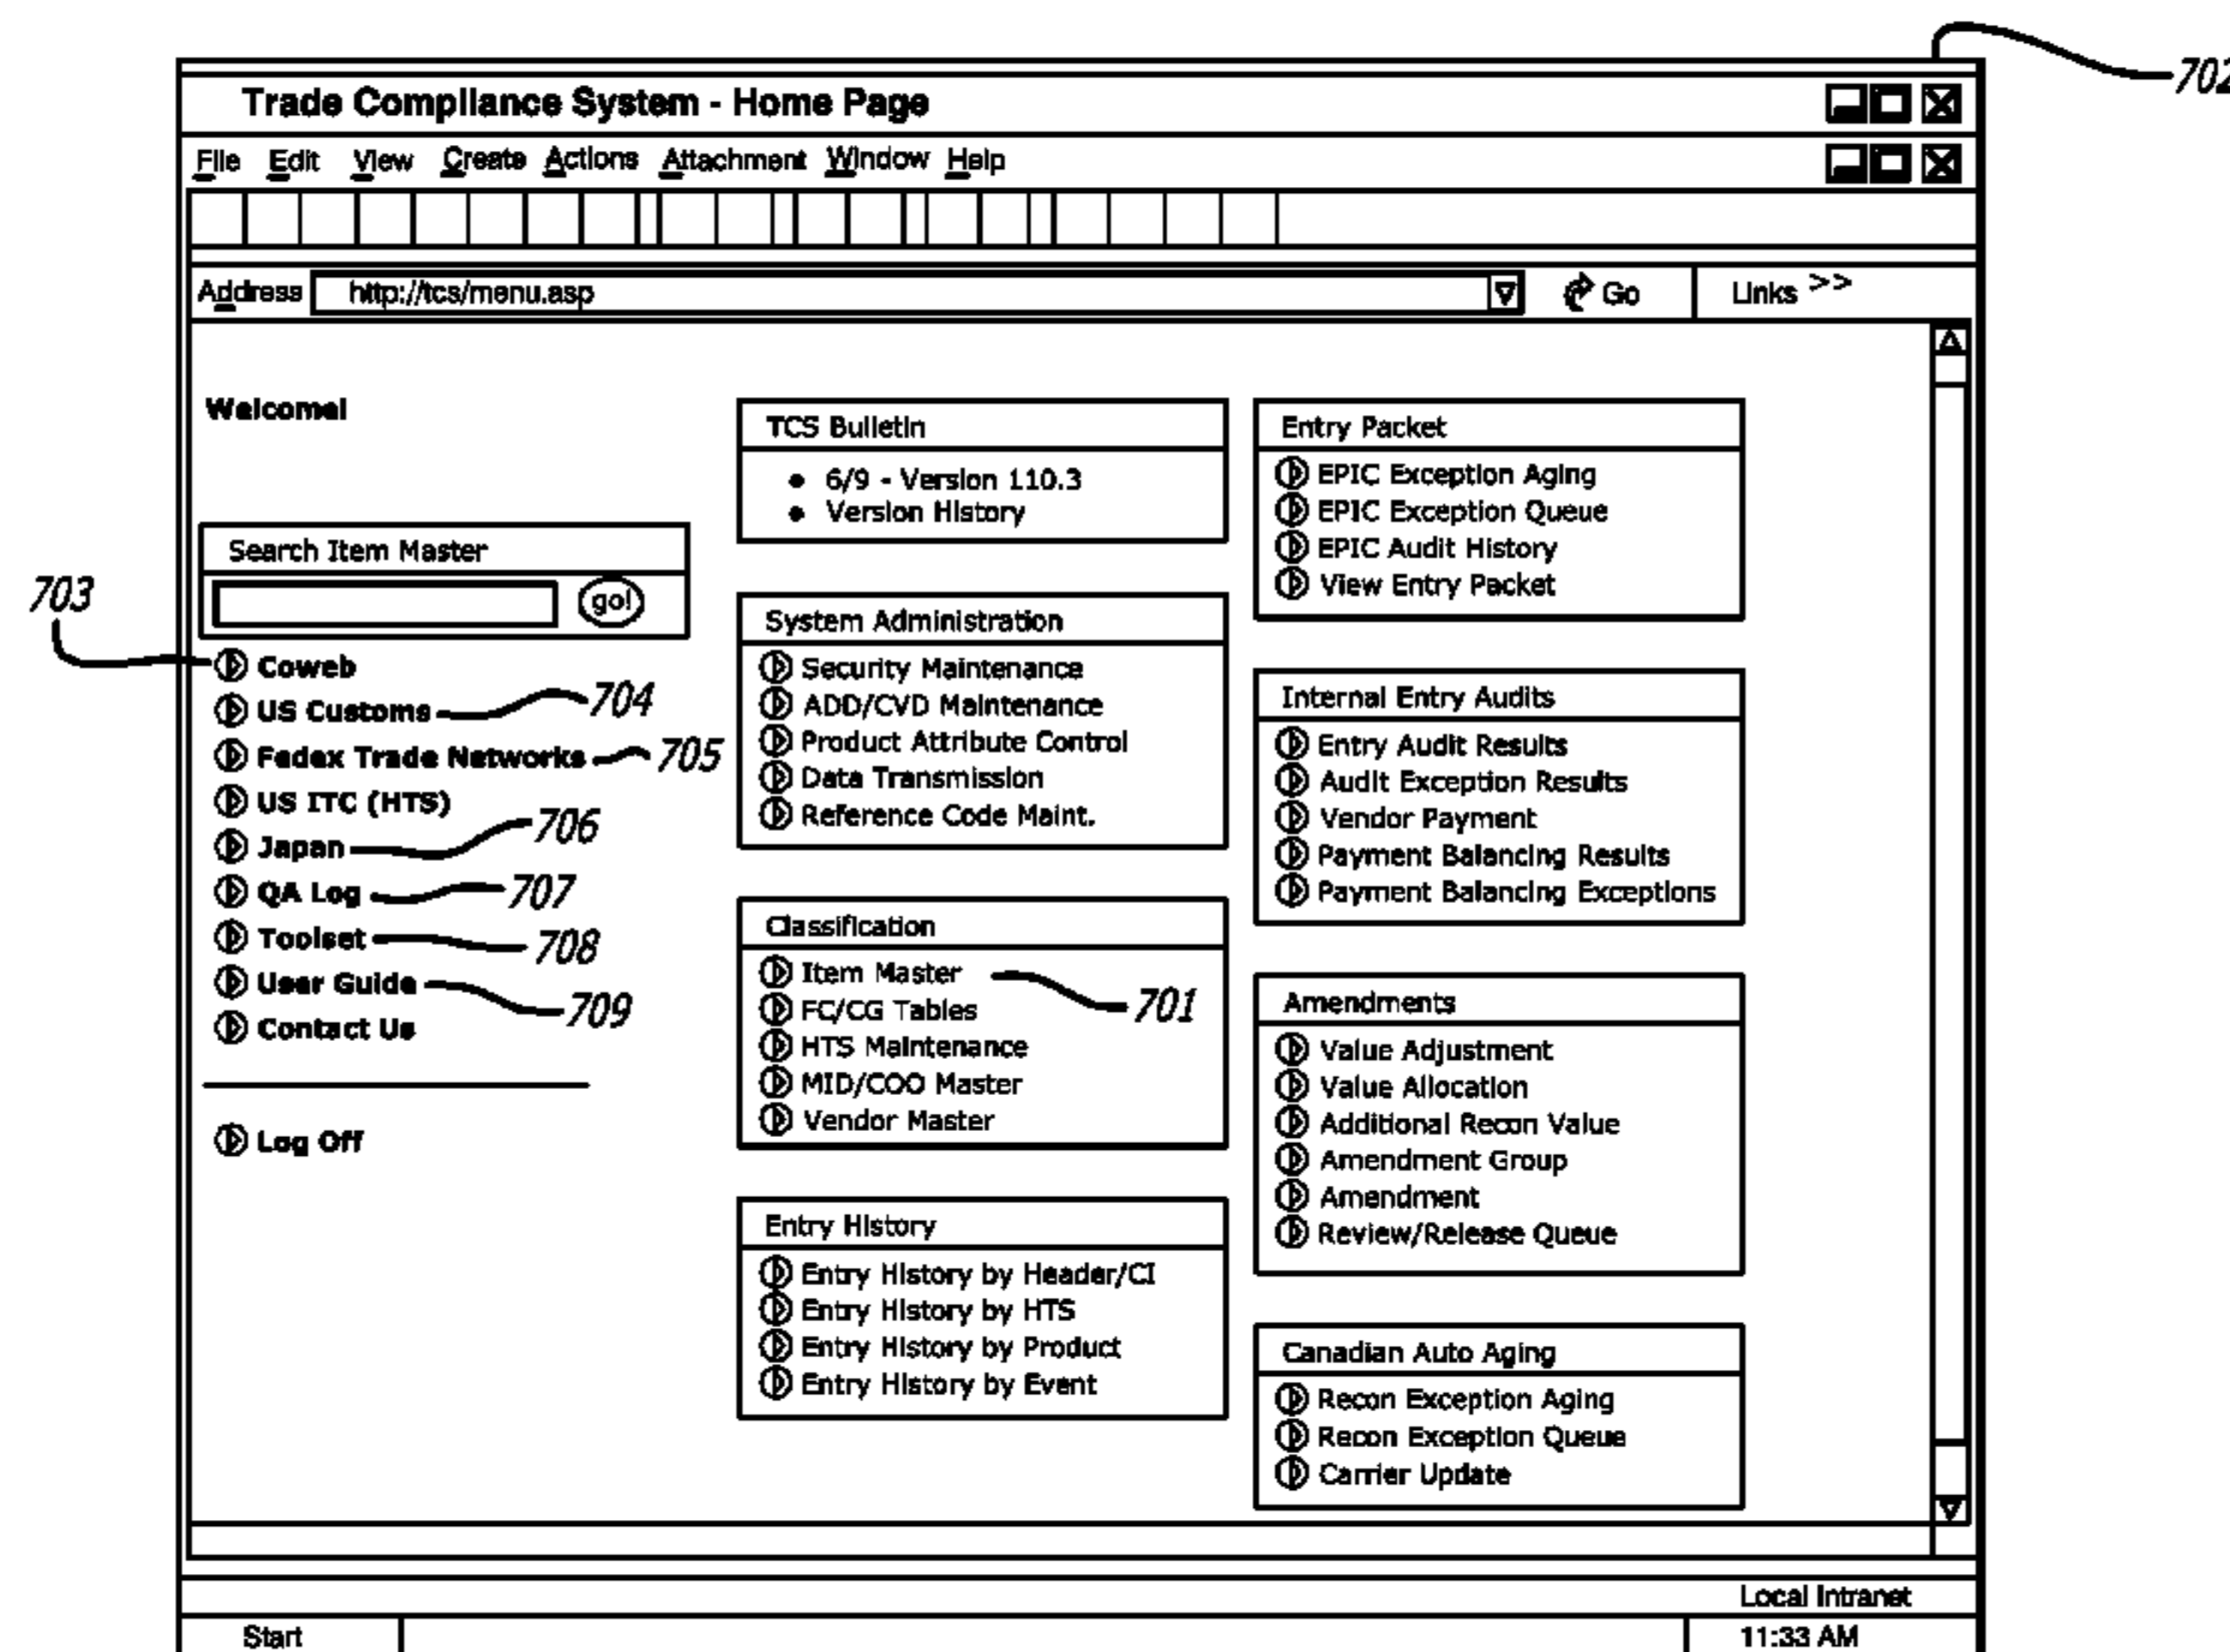 702
Trade Compliance System - Home Page
File Edit View Create Actions Attachment Window Help
Address http://tcs/menu.asp Go Links >>
Welcome!
Search Item Master
go!
703
Coweb
US Customs 704
Fedex Trade Networks 705
US ITC (HTS)
Japan 706
QA Log 707
Toolset 708
User Guide 709
Contact Us
Log Off
TCS Bulletin
• 6/9 - Version 110.3
• Version History
System Administration
Security Maintenance
ADD/CVD Maintenance
Product Attribute Control
Data Transmission
Reference Code Maint.
Classification
Item Master 701
FC/CG Tables
HTS Maintenance
MID/COO Master
Vendor Master
Entry History
Entry History by Header/CI
Entry History by HTS
Entry History by Product
Entry History by Event
Entry Packet
EPIC Exception Aging
EPIC Exception Queue
EPIC Audit History
View Entry Packet
Internal Entry Audits
Entry Audit Results
Audit Exception Results
Vendor Payment
Payment Balancing Results
Payment Balancing Exceptions
Amendments
Value Adjustment
Value Allocation
Additional Recon Value
Amendment Group
Amendment
Review/Release Queue
Canadian Auto Aging
Recon Exception Aging
Recon Exception Queue
Carrier Update
Local Intranet
Start 11:33 AM